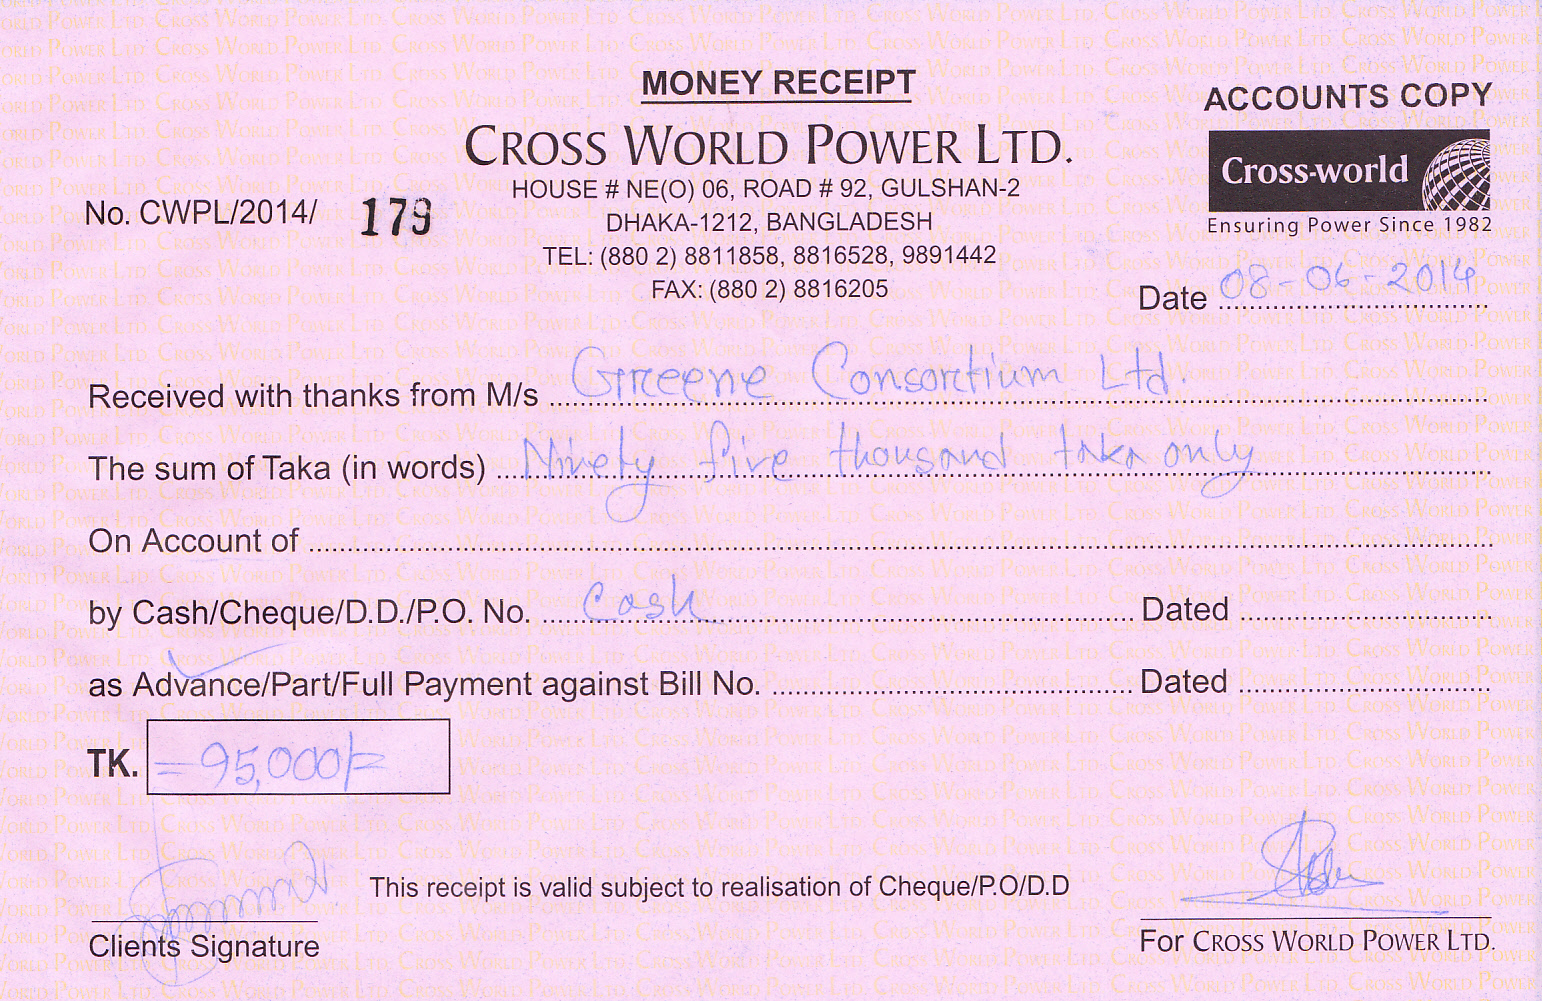 MONEY RECEIPT
ACCOUNTS COPY
CROSS WORLD POWER LTD.
Cross-world
Ensuring Power Since 1982
HOUSE # NE(O) 06, ROAD # 92, GULSHAN-2
No. CWPL/2014/ 179
DHAKA-1212, BANGLADESH
TEL: (880 2) 8811858, 8816528, 9891442
FAX: (880 2) 8816205
Date 08-06-2014
Received with thanks from M/s Greene Consortium Ltd.
The sum of Taka (in words) Ninety five thousand taka only
On Account of
by Cash/Cheque/D.D./P.O. No. Cash Dated
as Advance/Part/Full Payment against Bill No. Dated
TK. =95,000/=
This receipt is valid subject to realisation of Cheque/P.O/D.D
Clients Signature
For CROSS WORLD POWER LTD.